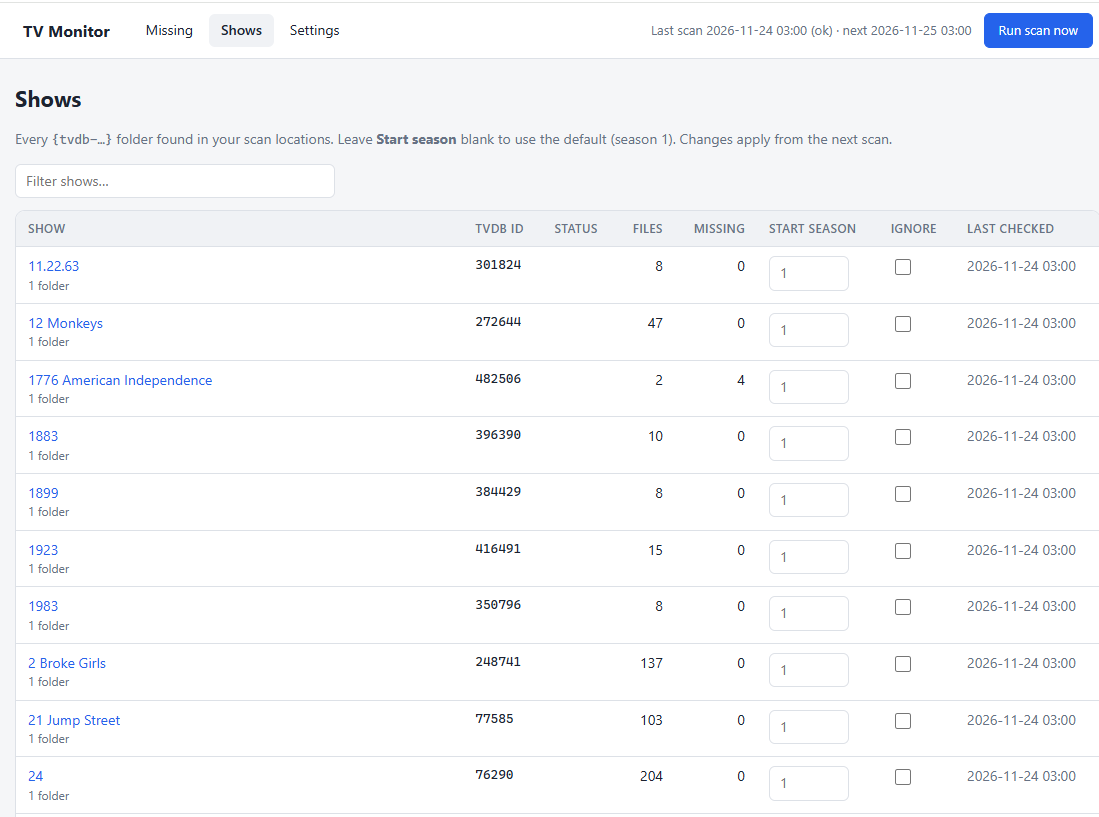 TV Monitor Missing Shows Settings Last scan 2026-11-24 03:00 (ok) · next 2026-11-25 03:00 Run scan now
Shows
Every {tvdb-…} folder found in your scan locations. Leave Start season blank to use the default (season 1). Changes apply from the next scan.
Filter shows...
SHOW TVDB ID STATUS FILES MISSING START SEASON IGNORE LAST CHECKED
11.22.63 301824 8 0 1 2026-11-24 03:00
1 folder
12 Monkeys 272644 47 0 1 2026-11-24 03:00
1 folder
1776 American Independence 482506 2 4 1 2026-11-24 03:00
1 folder
1883 396390 10 0 1 2026-11-24 03:00
1 folder
1899 384429 8 0 1 2026-11-24 03:00
1 folder
1923 416491 15 0 1 2026-11-24 03:00
1 folder
1983 350796 8 0 1 2026-11-24 03:00
1 folder
2 Broke Girls 248741 137 0 1 2026-11-24 03:00
1 folder
21 Jump Street 77585 103 0 1 2026-11-24 03:00
1 folder
24 76290 204 0 1 2026-11-24 03:00
1 folder